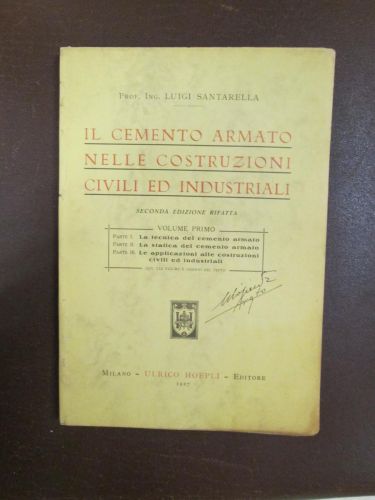 Prof. Ing. LUIGI SANTARELLA
IL CEMENTO ARMATO
NELLE COSTRUZIONI
CIVILI ED INDUSTRIALI
SECONDA EDIZIONE RIFATTA
VOLUME PRIMO
Parte I. La tecnica del cemento armato
Parte II. La statica del cemento armato
Parte III. Le applicazioni alle costruzioni
civili ed industriali
Milano - ULRICO HOEPLI - Editore
1927